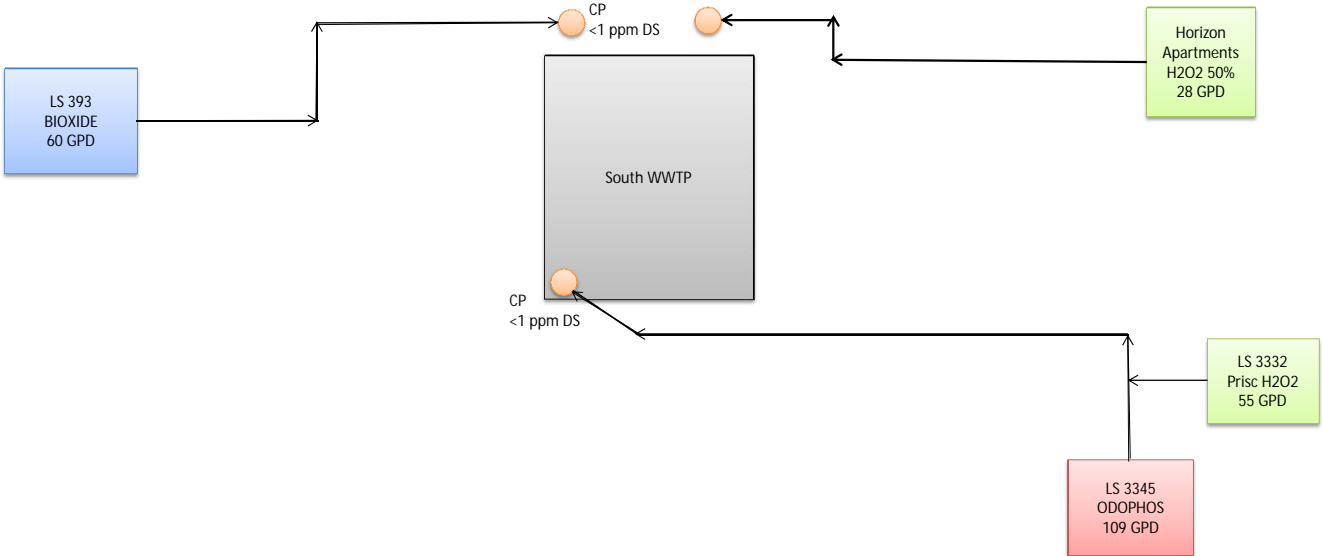 CP
<1 ppm DS
Horizon
Apartments
H2O2 50%
28 GPD
LS 393
BIOXIDE
60 GPD
South WWTP
CP
<1 ppm DS
LS 3332
Prisc H2O2
55 GPD
LS 3345
ODOPHOS
109 GPD